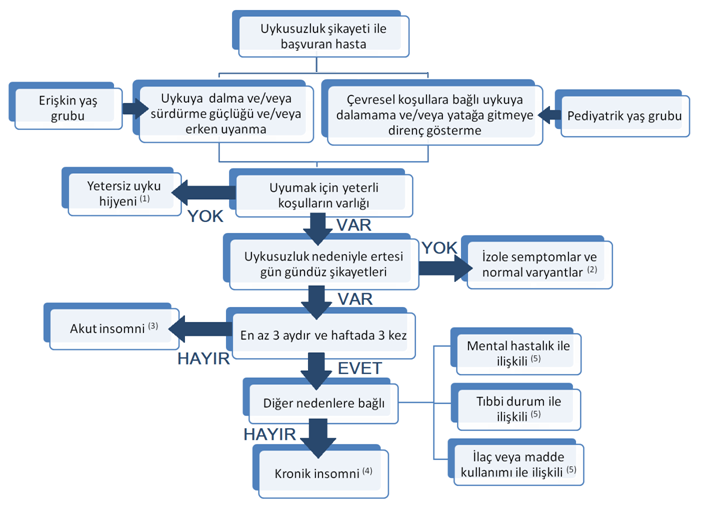 Uykusuzluk şikayeti ile
başvuran hasta
Erişkin yaş
grubu
Uykuya dalma ve/veya
sürdürme güçlüğü ve/veya
erken uyanma
Çevresel koşullara bağlı uykuya
dalamama ve/veya yatağa gitmeye
direnç gösterme
Pediyatrik yaş grubu
Yetersiz uyku
hijyeni (1)
YOK
Uyumak için yeterli
koşulların varlığı
VAR
Uykusuzluk nedeniyle ertesi
gün gündüz şikayetleri
YOK
İzole semptomlar ve
normal varyantlar (2)
VAR
Akut insomni (3)
HAYIR
En az 3 aydır ve haftada 3 kez
EVET
Mental hastalık ile
ilişkili (5)
Diğer nedenlere bağlı
Tıbbi durum ile
ilişkili (5)
HAYIR
İlaç veya madde
kullanımı ile ilişkili (5)
Kronik insomni (4)